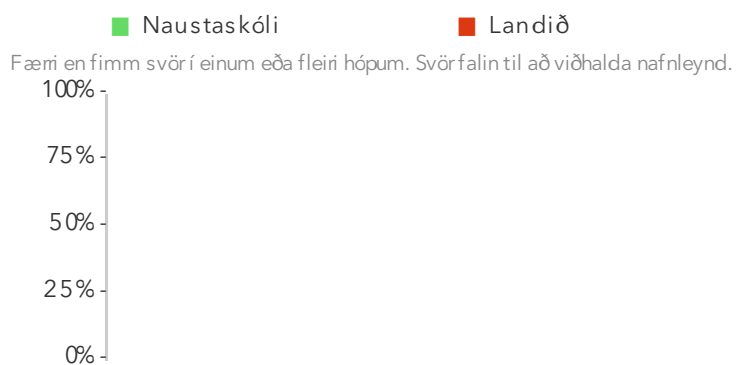 Naustaskóli Landið
Færri en fimm svör í einum eða fleiri hópum. Svör falin til að viðhalda nafnleynd.
100%
75%
50%
25%
0%